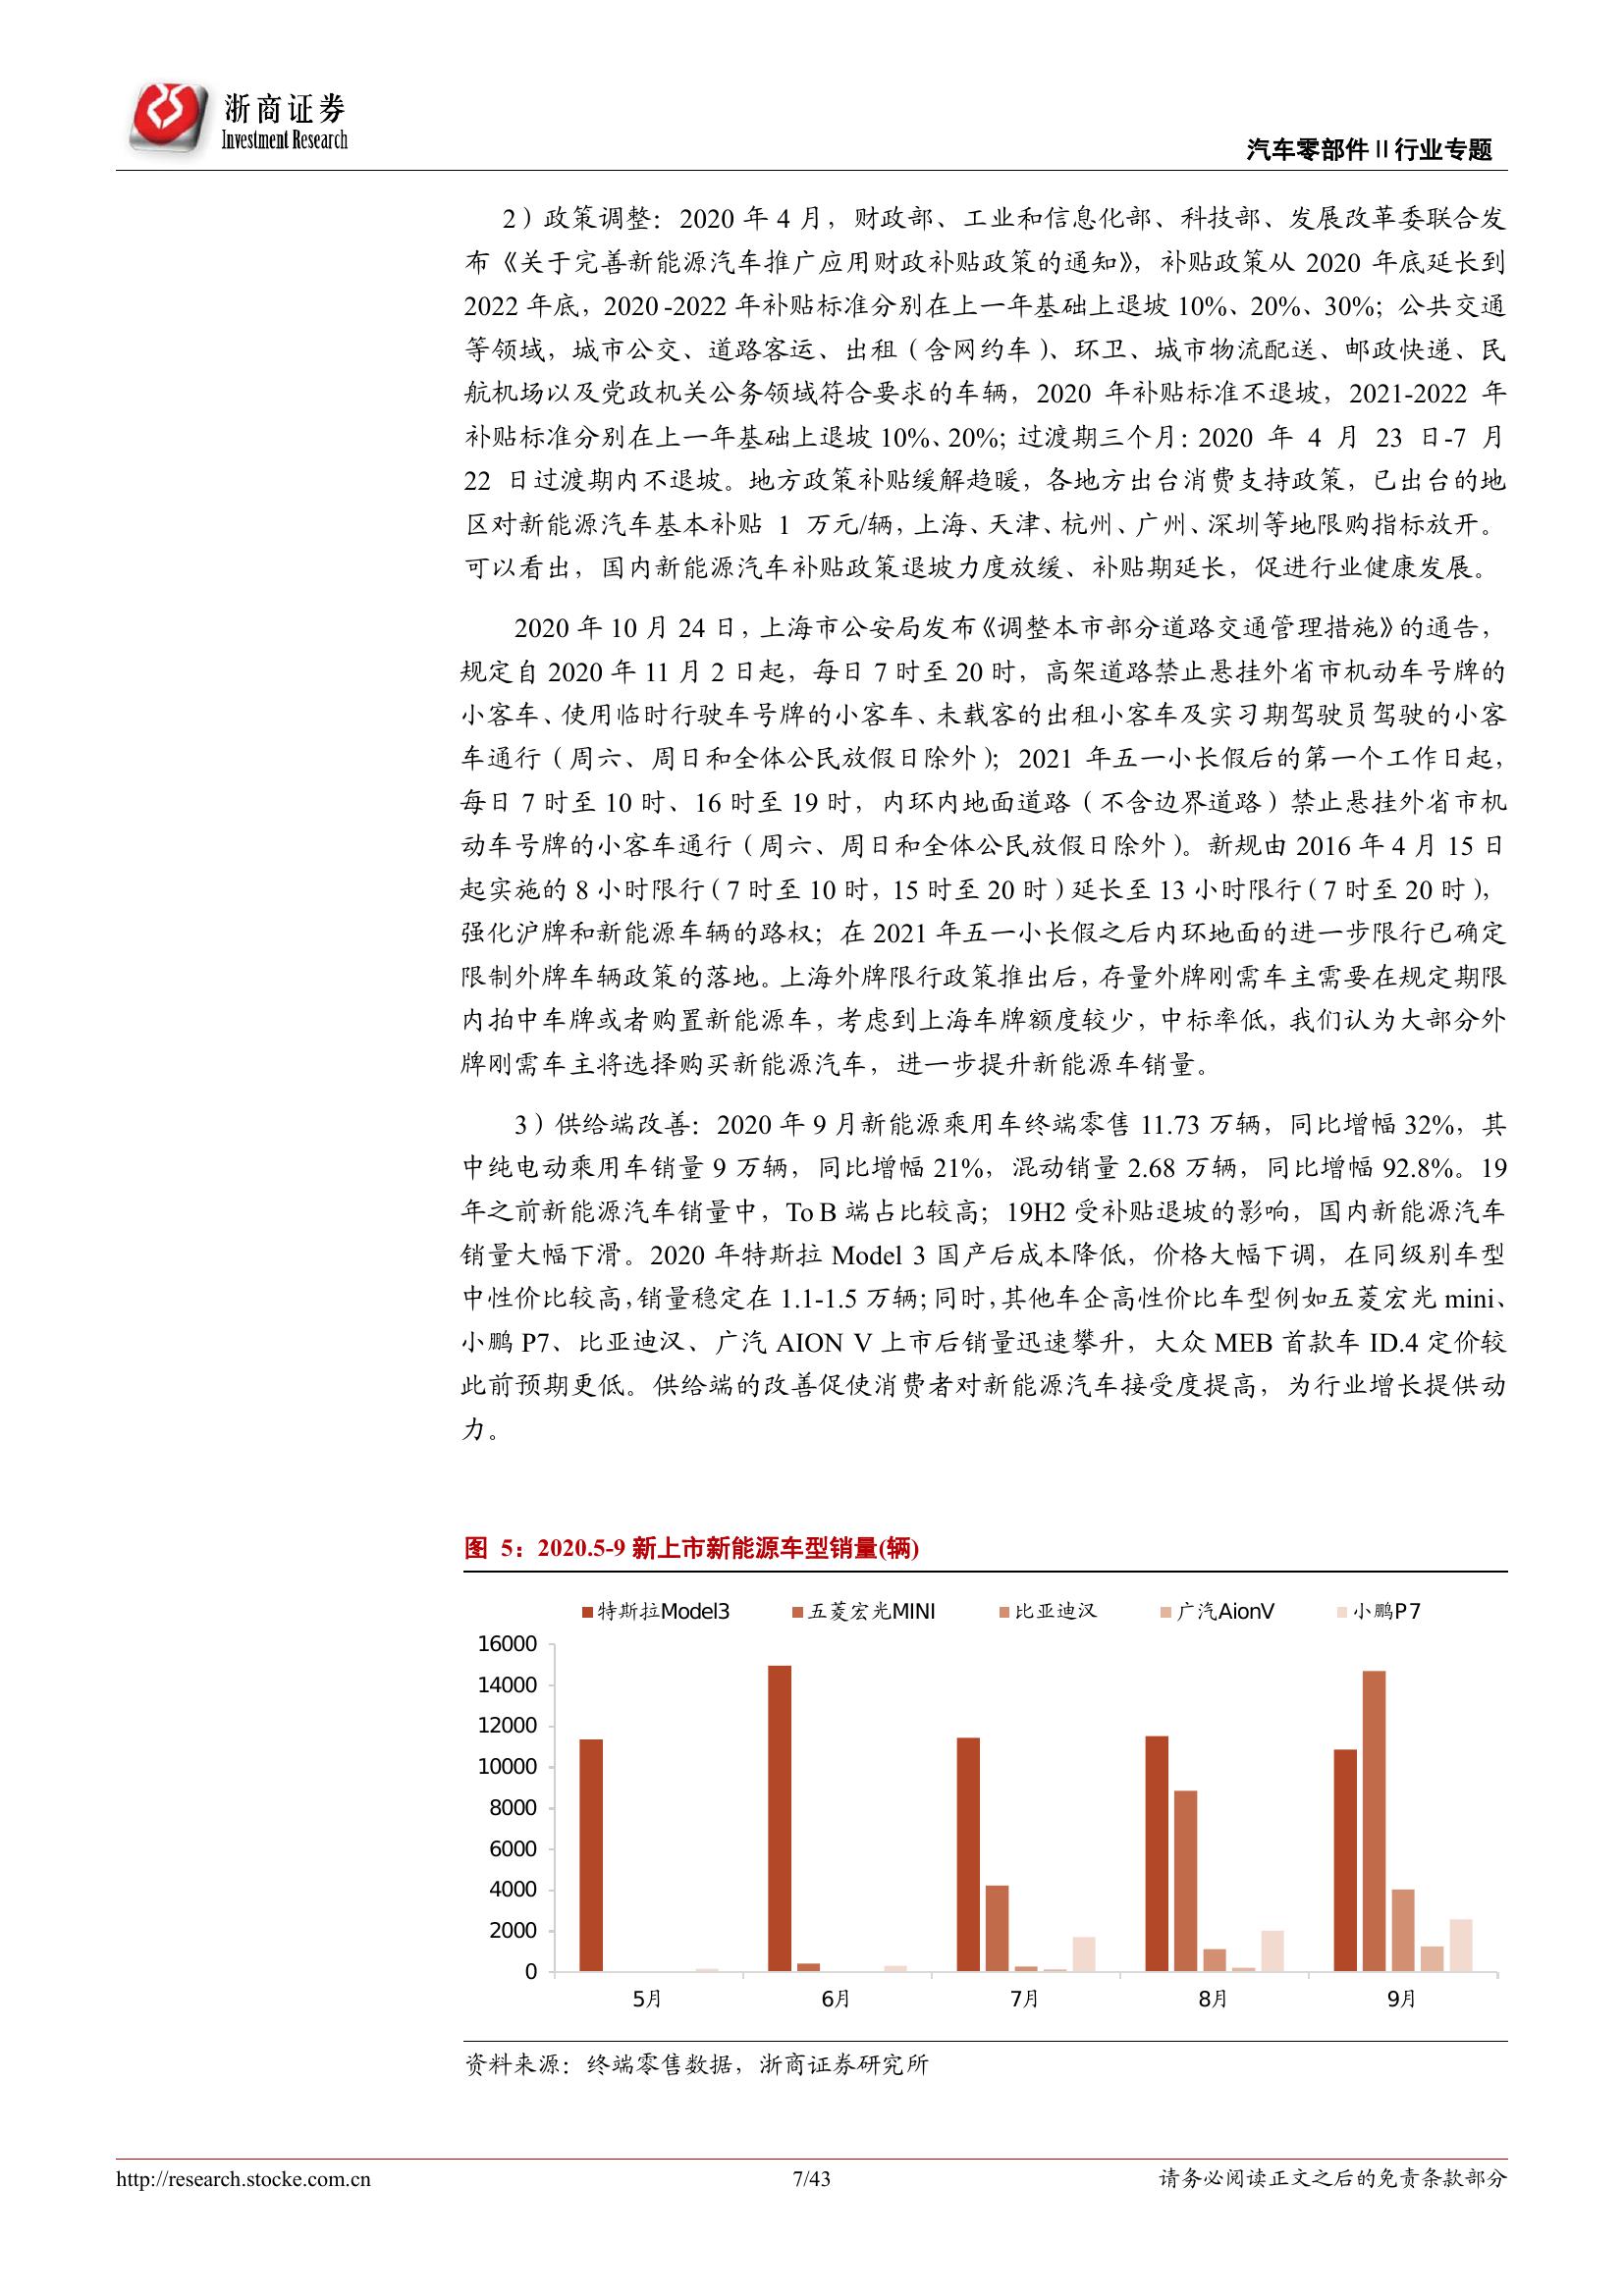 浙商证券
Investment Research
汽车零部件Ⅱ行业专题
2）政策调整：2020 年 4 月，财政部、工业和信息化部、科技部、发展改革委联合发
布《关于完善新能源汽车推广应用财政补贴政策的通知》，补贴政策从 2020 年底延长到
2022 年底，2020 -2022 年补贴标准分别在上一年基础上退坡 10%、20%、30%；公共交通
等领域，城市公交、道路客运、出租（含网约车）、环卫、城市物流配送、邮政快递、民
航机场以及党政机关公务领域符合要求的车辆，2020 年补贴标准不退坡，2021-2022 年
补贴标准分别在上一年基础上退坡 10%、20%；过渡期三个月：2020 年 4 月 23 日-7 月
22 日过渡期内不退坡。地方政策补贴缓解趋暖，各地方出台消费支持政策，已出台的地
区对新能源汽车基本补贴 1 万元/辆，上海、天津、杭州、广州、深圳等地限购指标放开。
可以看出，国内新能源汽车补贴政策退坡力度放缓、补贴期延长，促进行业健康发展。
2020 年 10 月 24 日，上海市公安局发布《调整本市部分道路交通管理措施》的通告，
规定自 2020 年 11 月 2 日起，每日 7 时至 20 时，高架道路禁止悬挂外省市机动车号牌的
小客车、使用临时行驶车号牌的小客车、未载客的出租小客车及实习期驾驶员驾驶的小客
车通行（周六、周日和全体公民放假日除外）；2021 年五一小长假后的第一个工作日起，
每日 7 时至 10 时、16 时至 19 时，内环内地面道路（不含边界道路）禁止悬挂外省市机
动车号牌的小客车通行（周六、周日和全体公民放假日除外）。新规由 2016 年 4 月 15 日
起实施的 8 小时限行（7 时至 10 时，15 时至 20 时）延长至 13 小时限行（7 时至 20 时），
强化沪牌和新能源车辆的路权；在 2021 年五一小长假之后内环地面的进一步限行已确定
限制外牌车辆政策的落地。上海外牌限行政策推出后，存量外牌刚需车主需要在规定期限
内拍中车牌或者购置新能源车，考虑到上海车牌额度较少，中标率低，我们认为大部分外
牌刚需车主将选择购买新能源汽车，进一步提升新能源车销量。
3）供给端改善：2020 年 9 月新能源乘用车终端零售 11.73 万辆，同比增幅 32%，其
中纯电动乘用车销量 9 万辆，同比增幅 21%，混动销量 2.68 万辆，同比增幅 92.8%。19
年之前新能源汽车销量中，To B 端占比较高；19H2 受补贴退坡的影响，国内新能源汽车
销量大幅下滑。2020 年特斯拉 Model 3 国产后成本降低，价格大幅下调，在同级别车型
中性价比较高，销量稳定在 1.1-1.5 万辆；同时，其他车企高性价比车型例如五菱宏光 mini、
小鹏 P7、比亚迪汉、广汽 AION V 上市后销量迅速攀升，大众 MEB 首款车 ID.4 定价较
此前预期更低。供给端的改善促使消费者对新能源汽车接受度提高，为行业增长提供动
力。
图 5：2020.5-9 新上市新能源车型销量(辆)
特斯拉Model3 五菱宏光MINI 比亚迪汉 广汽AionV 小鹏P7
16000
14000
12000
10000
8000
6000
4000
2000
0
5月 6月 7月 8月 9月
资料来源：终端零售数据，浙商证券研究所
http://research.stocke.com.cn 7/43 请务必阅读正文之后的免责条款部分